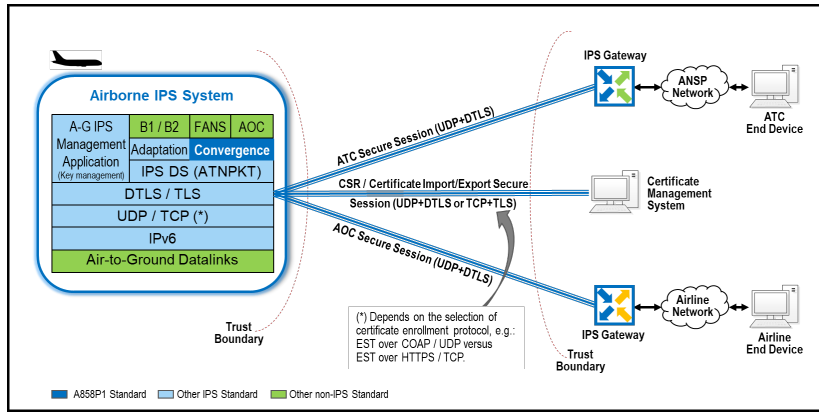 Airborne IPS System
A-G IPS
Management
Application
(Key management)
B1 / B2
FANS
AOC
Adaptation
Convergence
IPS DS (ATNPKT)
DTLS / TLS
UDP / TCP (*)
IPv6
Air-to-Ground Datalinks
Trust
Boundary
ATC Secure Session (UDP+DTLS)
CSR / Certificate Import/Export Secure
Session (UDP+DTLS or TCP+TLS)
AOC Secure Session (UDP+DTLS)
(*) Depends on the selection of
certificate enrollment protocol, e.g.:
EST over COAP / UDP versus
EST over HTTPS / TCP.
IPS Gateway
ANSP
Network
ATC
End Device
Certificate
Management
System
IPS Gateway
Airline
Network
Airline
End Device
Trust
Boundary
A858P1 Standard
Other IPS Standard
Other non-IPS Standard